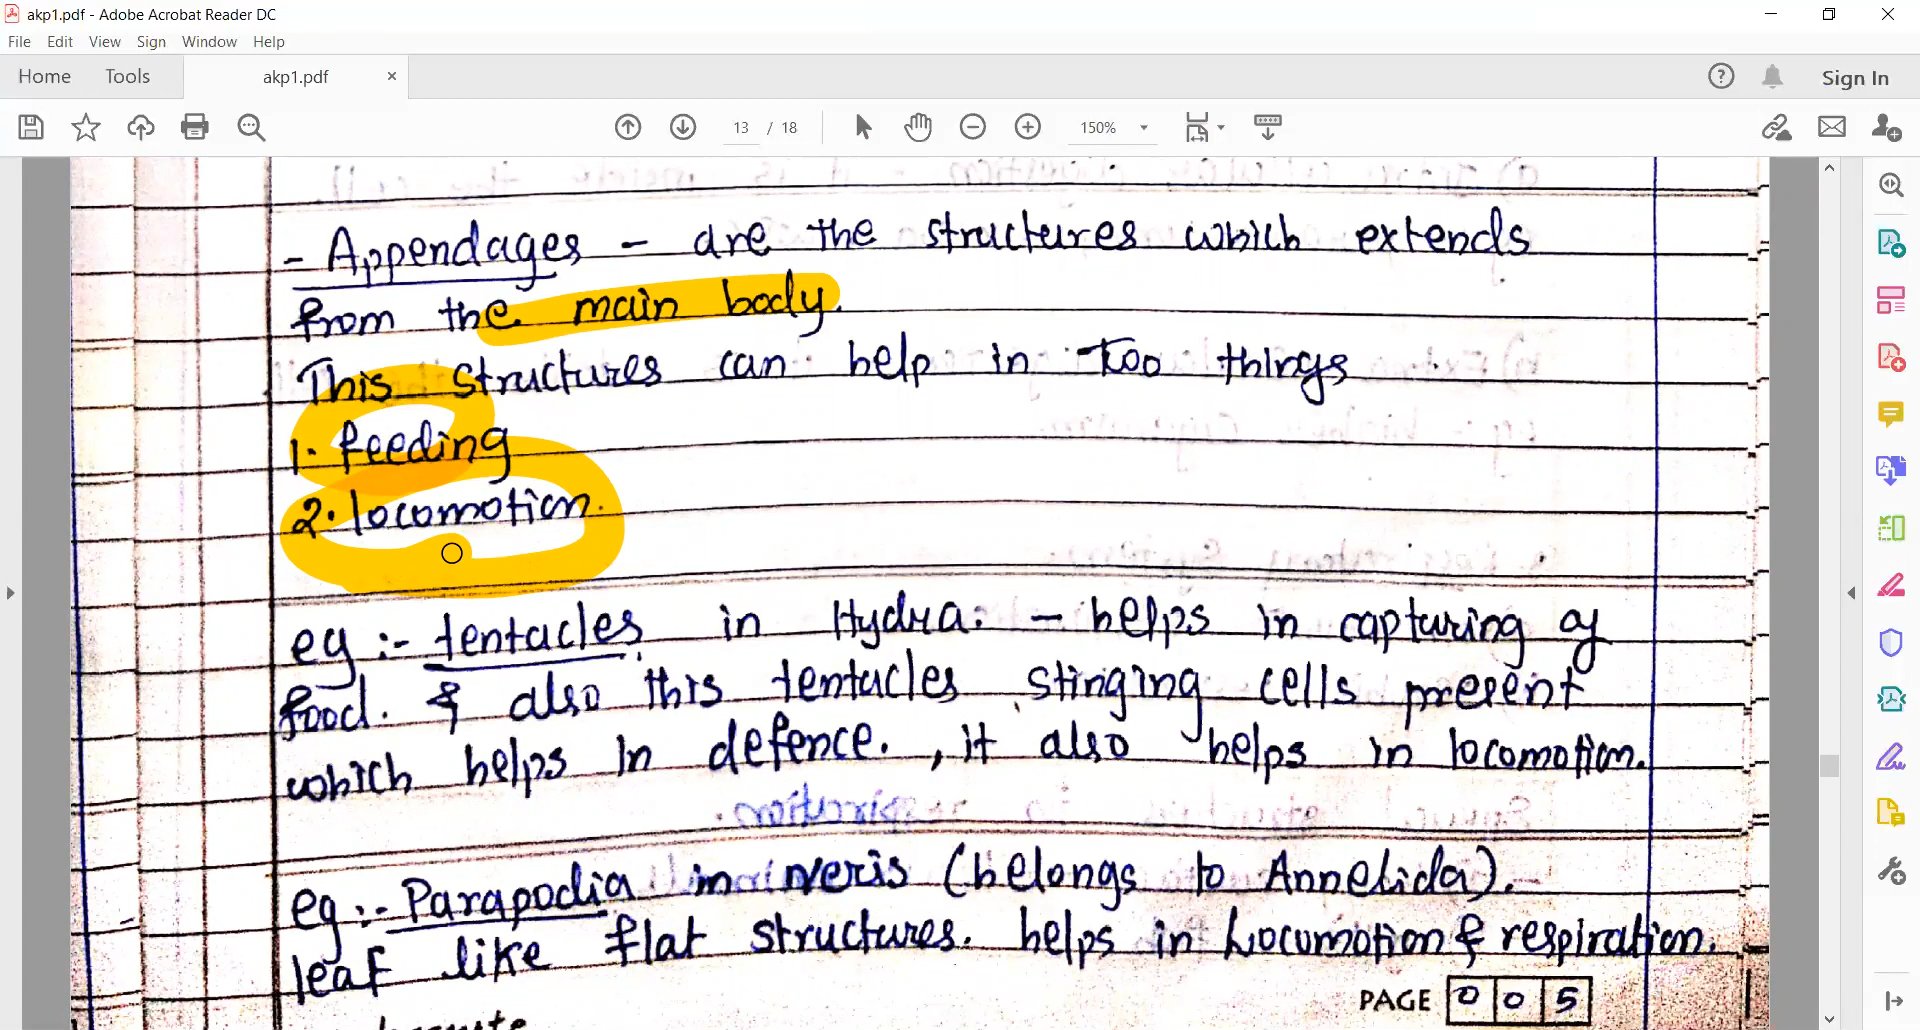 akp1.pdf - Adobe Acrobat Reader DC
File Edit View Sign Window Help
Home Tools akp1.pdf × Sign In
13 / 18 150%
- Appendages - are the structures which extends
from the main body.
This structures can help in Too things
1. feeding
2. locomotion.
eg :- tentacles in Hydra: - helps in capturing of
food. & also this tentacles stinging cells present
which helps in defence. , it also helps in locomotion.
eg :- Parapodia in Neris (belongs to Annelida).
leaf like flat structures. helps in Locomotion & respiration.
PAGE 0 0 5